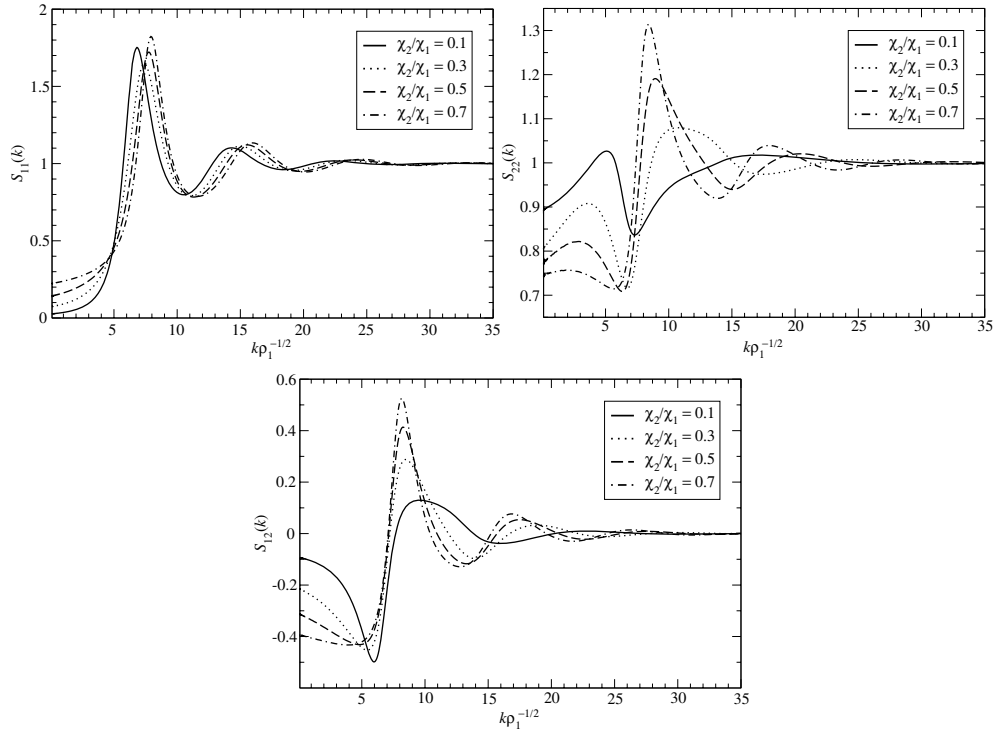 2
1.5
1
0.5
0
S₁₁(k)
5
10
15
20
25
30
35
kρ₁⁻¹/²
χ₂/χ₁ = 0.1
χ₂/χ₁ = 0.3
χ₂/χ₁ = 0.5
χ₂/χ₁ = 0.7
1.3
1.2
1.1
1.0
0.9
0.8
0.7
S₂₂(k)
5
10
15
20
25
30
35
kρ₁⁻¹/²
χ₂/χ₁ = 0.1
χ₂/χ₁ = 0.3
χ₂/χ₁ = 0.5
χ₂/χ₁ = 0.7
0.6
0.4
0.2
0
-0.2
-0.4
S₁₂(k)
5
10
15
20
25
30
35
kρ₁⁻¹/²
χ₂/χ₁ = 0.1
χ₂/χ₁ = 0.3
χ₂/χ₁ = 0.5
χ₂/χ₁ = 0.7